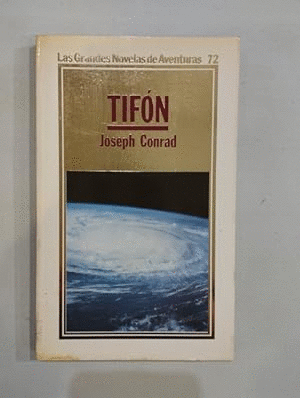 Las Grandes Novelas de Aventuras 72
TIFÓN
Joseph Conrad